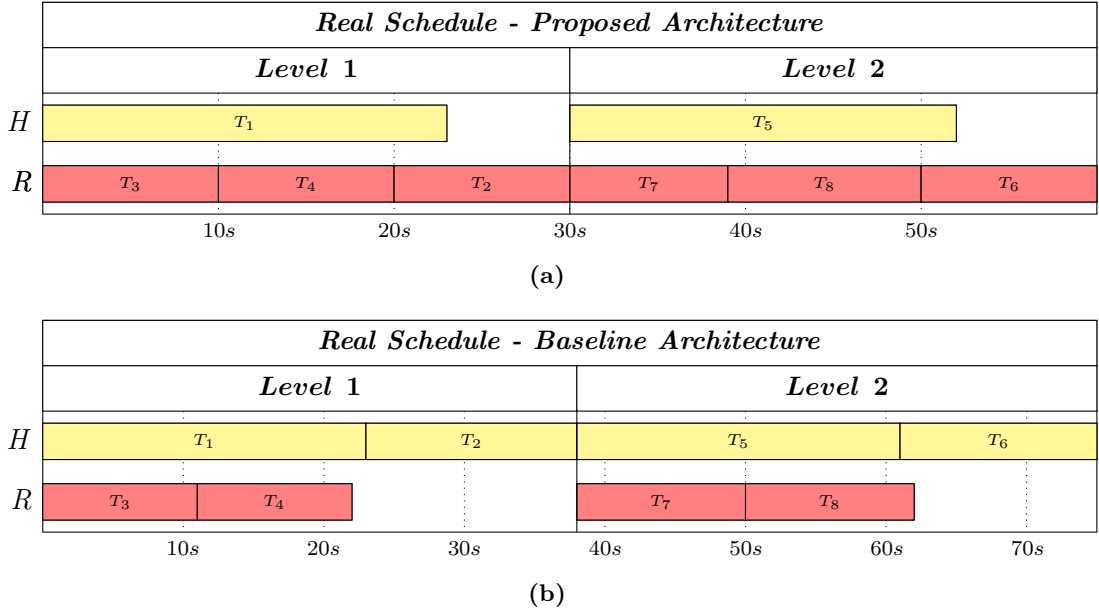 Real Schedule - Proposed Architecture
Level 1 Level 2
H T1 T5
R T3 T4 T2 T7 T8 T6
10s 20s 30s 40s 50s
(a)
Real Schedule - Baseline Architecture
Level 1 Level 2
H T1 T2 T5 T6
R T3 T4 T7 T8
10s 20s 30s 40s 50s 60s 70s
(b)